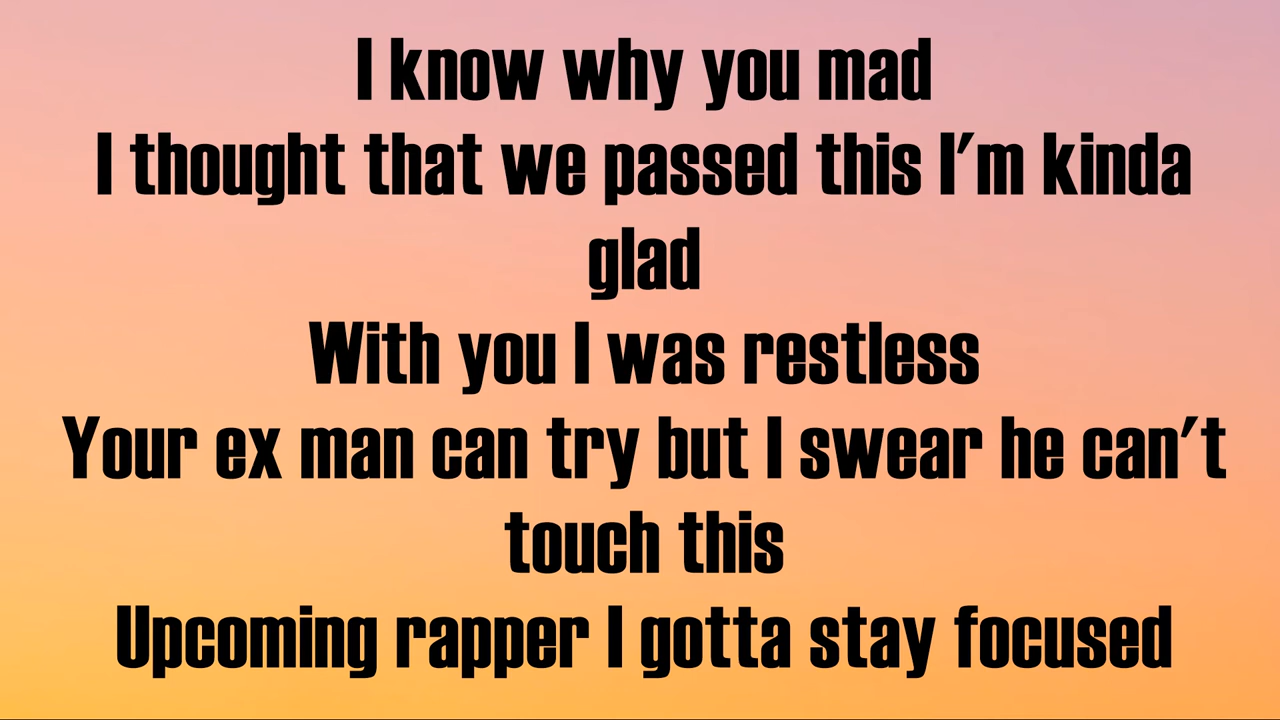 I know why you mad
I thought that we passed this I'm kinda
glad
With you I was restless
Your ex man can try but I swear he can't
touch this
Upcoming rapper I gotta stay focused